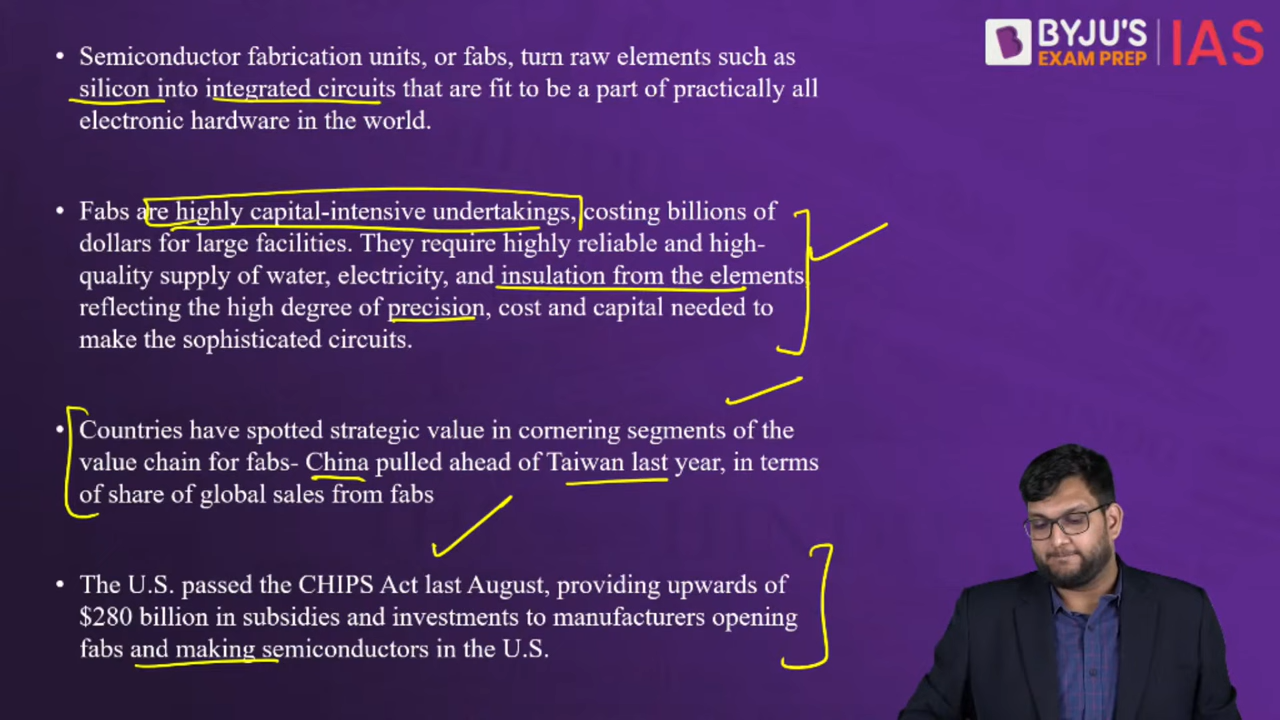 BYJU'S
EXAM PREP
IAS
• Semiconductor fabrication units, or fabs, turn raw elements such as
silicon into integrated circuits that are fit to be a part of practically all
electronic hardware in the world.
• Fabs are highly capital-intensive undertakings, costing billions of
dollars for large facilities. They require highly reliable and high-
quality supply of water, electricity, and insulation from the elements
reflecting the high degree of precision, cost and capital needed to
make the sophisticated circuits.
• Countries have spotted strategic value in cornering segments of the
value chain for fabs- China pulled ahead of Taiwan last year, in terms
of share of global sales from fabs
• The U.S. passed the CHIPS Act last August, providing upwards of
$280 billion in subsidies and investments to manufacturers opening
fabs and making semiconductors in the U.S.